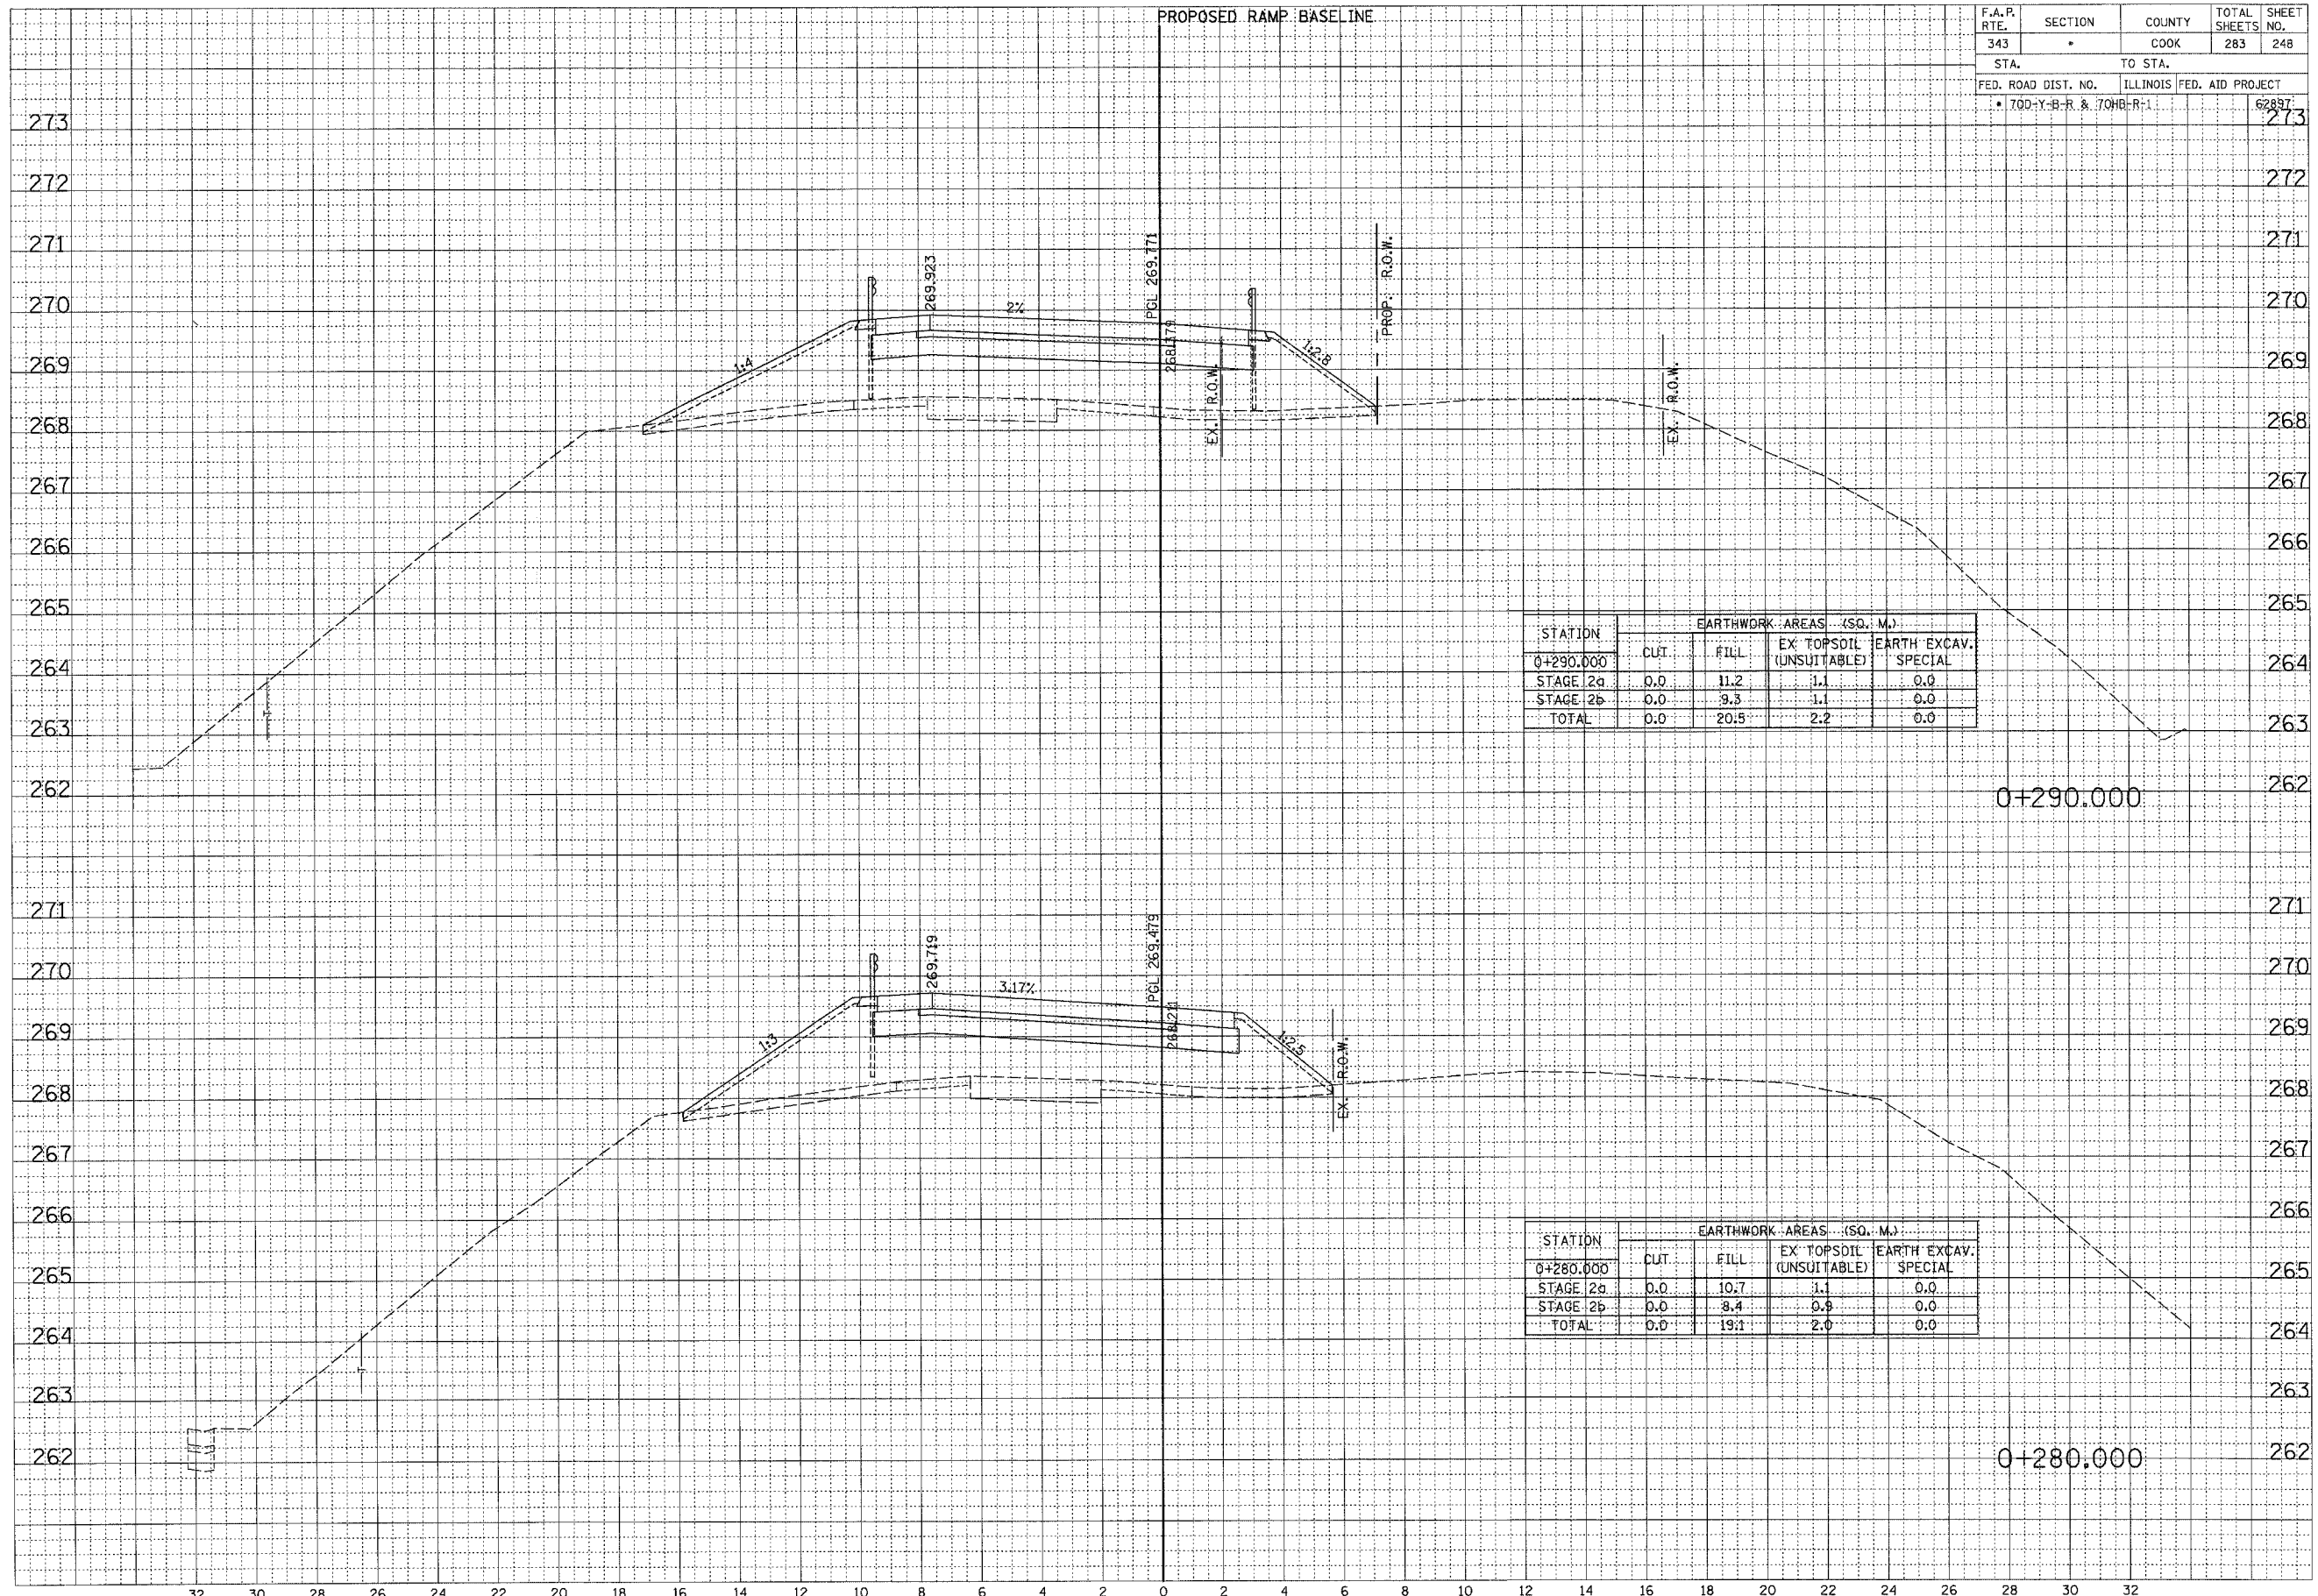 PROPOSED RAMP BASELINE
F.A.P. RTE. SECTION COUNTY TOTAL SHEETS SHEET NO.
343 • COOK 283 248
STA. TO STA.
FED. ROAD DIST. NO. ILLINOIS FED. AID PROJECT
• 70D-Y-B-R & 70HB-R-1 62897
273 273
272 272
271 271
270 270
269 269
268 268
267 267
266 266
265 265
264 264
263 263
262 262
269.923
2%
PGL 269.771
268.379
1:4
1:2.8
EX. R.O.W.
PROP. R.O.W.
EX. R.O.W.
STATION EARTHWORK AREAS (SQ. M.)
0+290.000 CUT FILL EX TOPSOIL (UNSUITABLE) EARTH EXCAV. SPECIAL
STAGE 2a 0.0 11.2 1.1 0.0
STAGE 2b 0.0 9.3 1.1 0.0
TOTAL 0.0 20.5 2.2 0.0
0+290.000
271 271
270 270
269 269
268 268
267 267
266 266
265 265
264 264
263 263
262 262
269.719
3.17%
PGL 269.479
268.211
1:3
1:2.5
EX. R.O.W.
STATION EARTHWORK AREAS (SQ. M.)
0+280.000 CUT FILL EX TOPSOIL (UNSUITABLE) EARTH EXCAV. SPECIAL
STAGE 2a 0.0 10.7 1.1 0.0
STAGE 2b 0.0 8.4 0.9 0.0
TOTAL 0.0 19.1 2.0 0.0
0+280.000
32 30 28 26 24 22 20 18 16 14 12 10 8 6 4 2 0 2 4 6 8 10 12 14 16 18 20 22 24 26 28 30 32